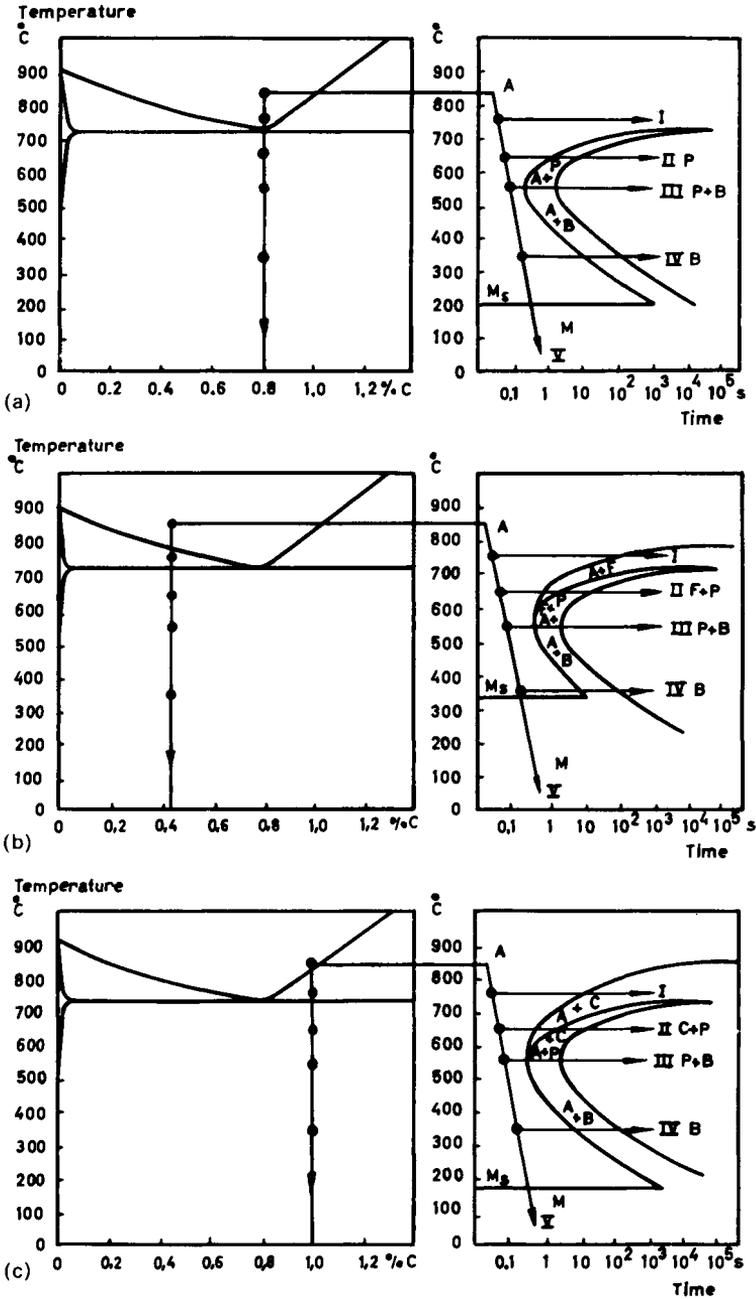 Temperature
°C
900
800
700
600
500
400
300
200
100
0
0 0.2 0.4 0.6 0.8 1,0 1,2 % C
(a)
°C
900
800
700
600
500
400
300
200
100
0
A
I
A+P
II P
III P+B
A+B
IV B
Ms
M
V
0.1 1 10 10² 10³ 10⁴ 10⁵ s
Time
Temperature
°C
900
800
700
600
500
400
300
200
100
0
0 0,2 0,4 0,6 0,8 1,0 1,2 % C
(b)
°C
900
800
700
600
500
400
300
200
100
0
A
I
A+F
II F+P
F+P
A+
III P+B
A+B
Ms
IV B
M
V
0.1 1 10 10² 10³ 10⁴ 10⁵ s
Time
Temperature
°C
900
800
700
600
500
400
300
200
100
0
0 0.2 0,4 0,6 0,8 1,0 1,2 % C
(c)
°C
900
800
700
600
500
400
300
200
100
0
A
I
A + C
II C+P
+C
A+P
III P+B
A+B
IV B
Ms
M
V
0.1 1 10 10² 10³ 10⁴ 10⁵ s
Time